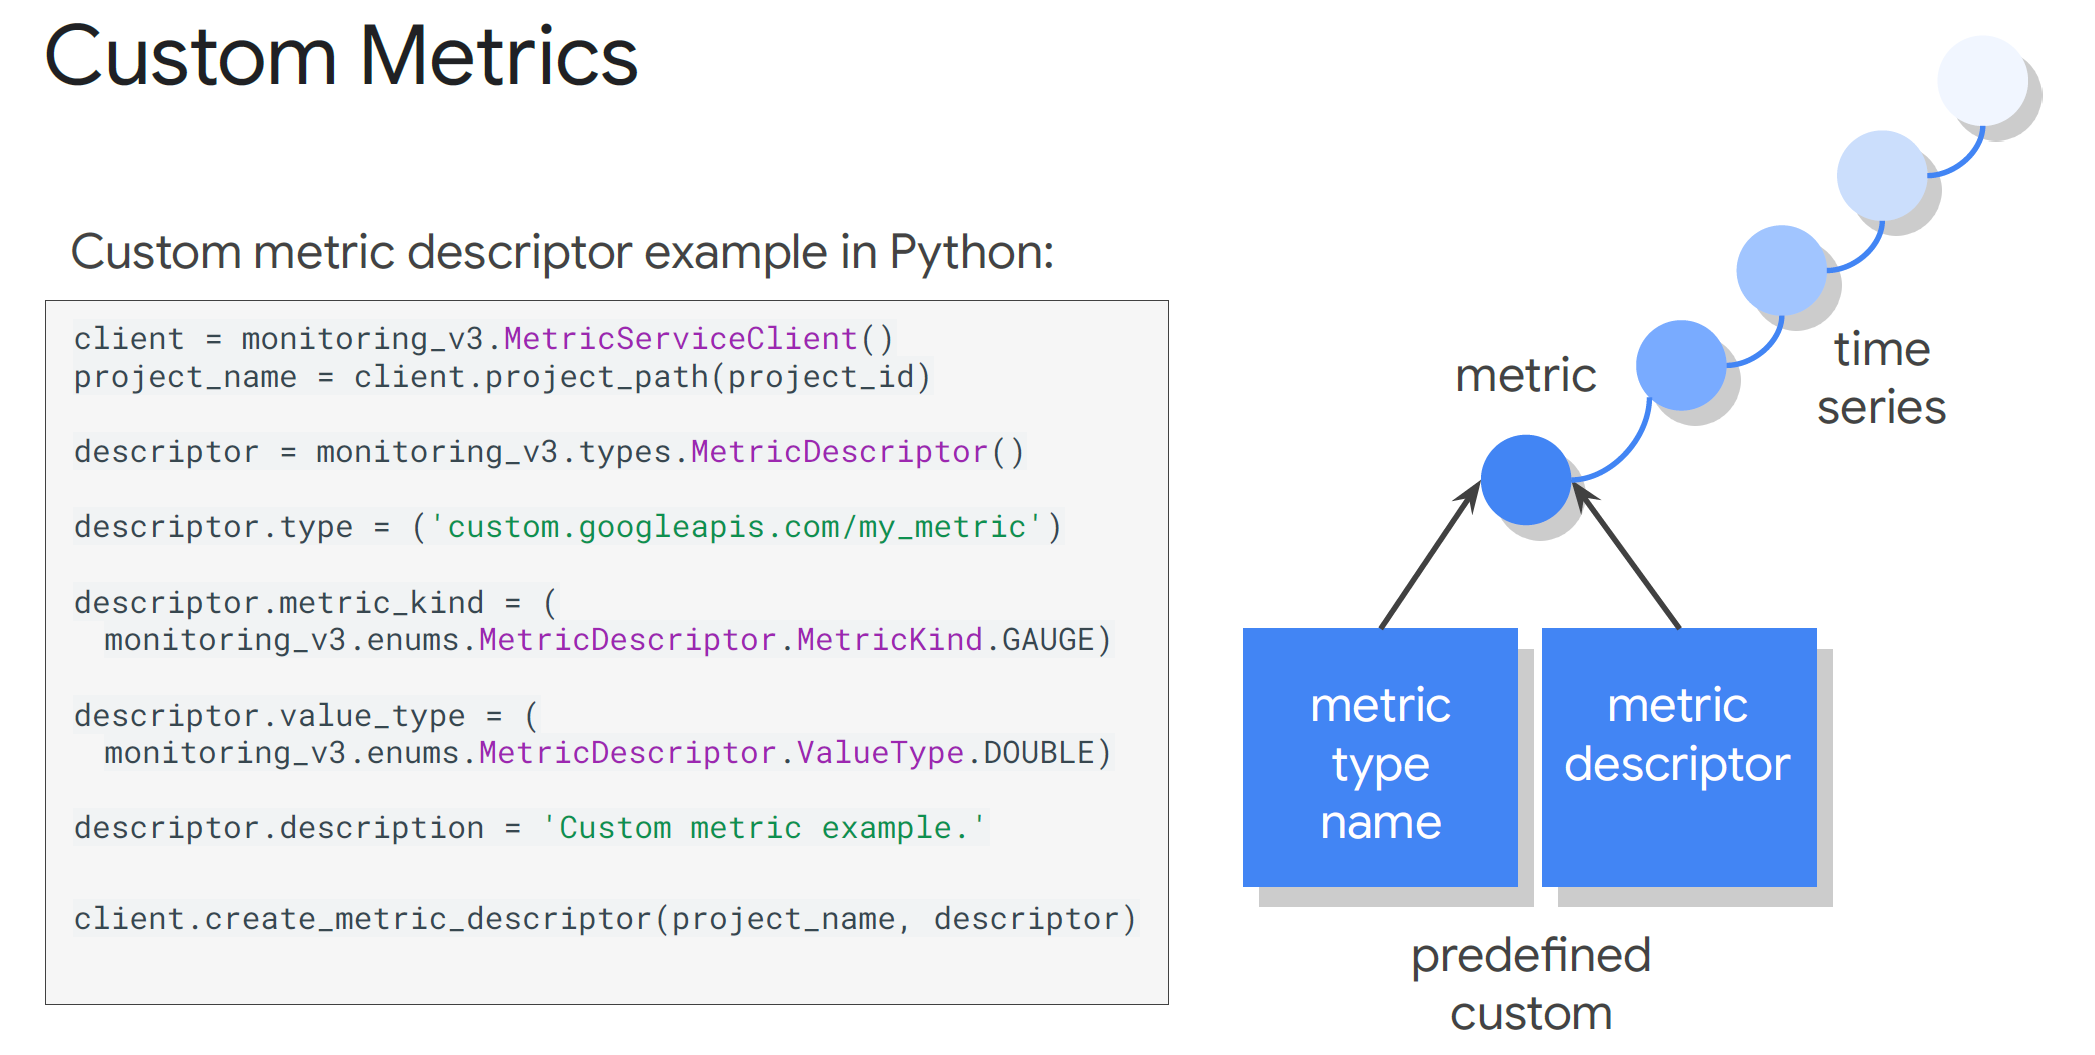 Custom Metrics
Custom metric descriptor example in Python:
client = monitoring_v3.MetricServiceClient()
project_name = client.project_path(project_id)
descriptor = monitoring_v3.types.MetricDescriptor()
descriptor.type = ('custom.googleapis.com/my_metric')
descriptor.metric_kind = (
  monitoring_v3.enums.MetricDescriptor.MetricKind.GAUGE)
descriptor.value_type = (
  monitoring_v3.enums.MetricDescriptor.ValueType.DOUBLE)
descriptor.description = 'Custom metric example.'
client.create_metric_descriptor(project_name, descriptor)
metric
time
series
metric
type
name
metric
descriptor
predefined
custom